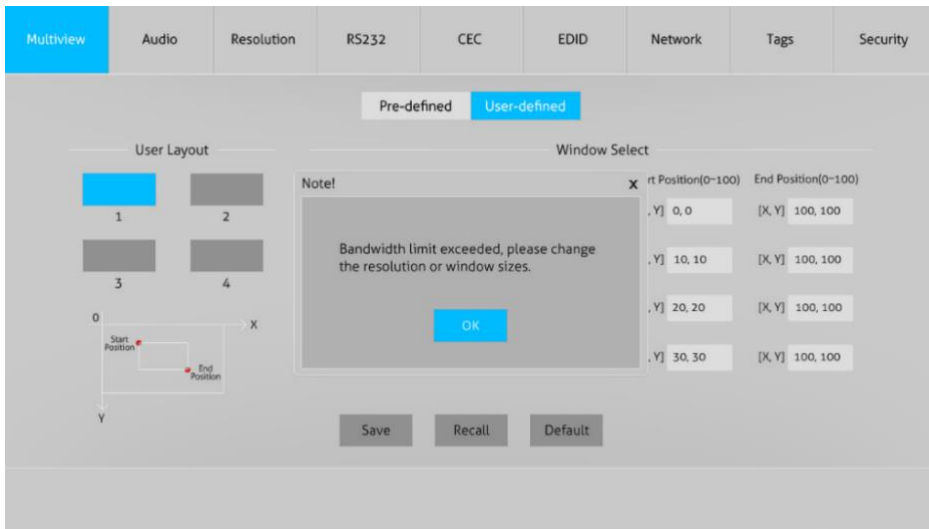 Multiview Audio Resolution RS232 CEC EDID Network Tags Security
Pre-defined User-defined
User Layout Window Select
1 2
3 4
0 X
Start
Position
End
Position
Y
Note! x
Bandwidth limit exceeded, please change
the resolution or window sizes.
OK
rt Position(0~100) End Position(0~100)
, Y] 0, 0 [X, Y] 100, 100
, Y] 10, 10 [X, Y] 100, 100
, Y] 20, 20 [X, Y] 100, 100
, Y] 30, 30 [X, Y] 100, 100
Save Recall Default